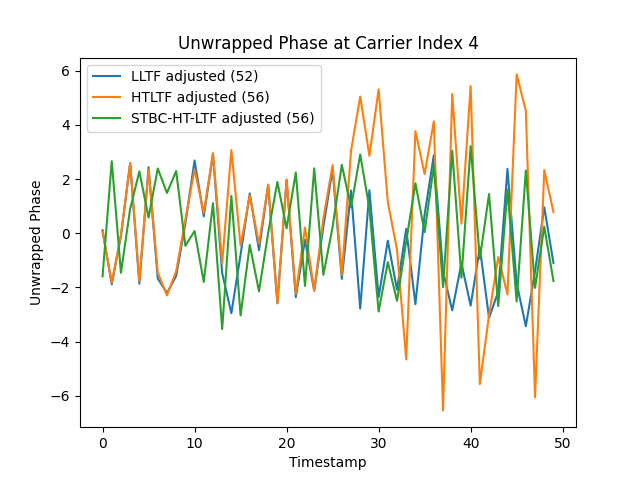 Unwrapped Phase at Carrier Index 4
LLTF adjusted (52)
HTLTF adjusted (56)
STBC-HT-LTF adjusted (56)
Unwrapped Phase
6
4
2
0
−2
−4
−6
0 10 20 30 40 50
Timestamp